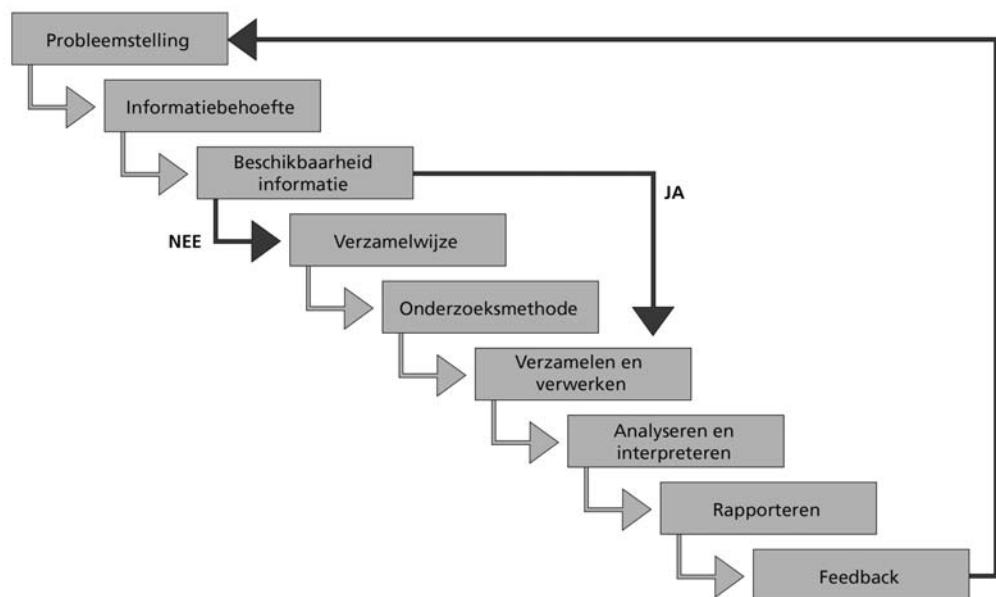 Probleemstelling
Informatiebehoefte
Beschikbaarheid
informatie
JA
NEE
Verzamelwijze
Onderzoeksmethode
Verzamelen en
verwerken
Analyseren en
interpreteren
Rapporteren
Feedback